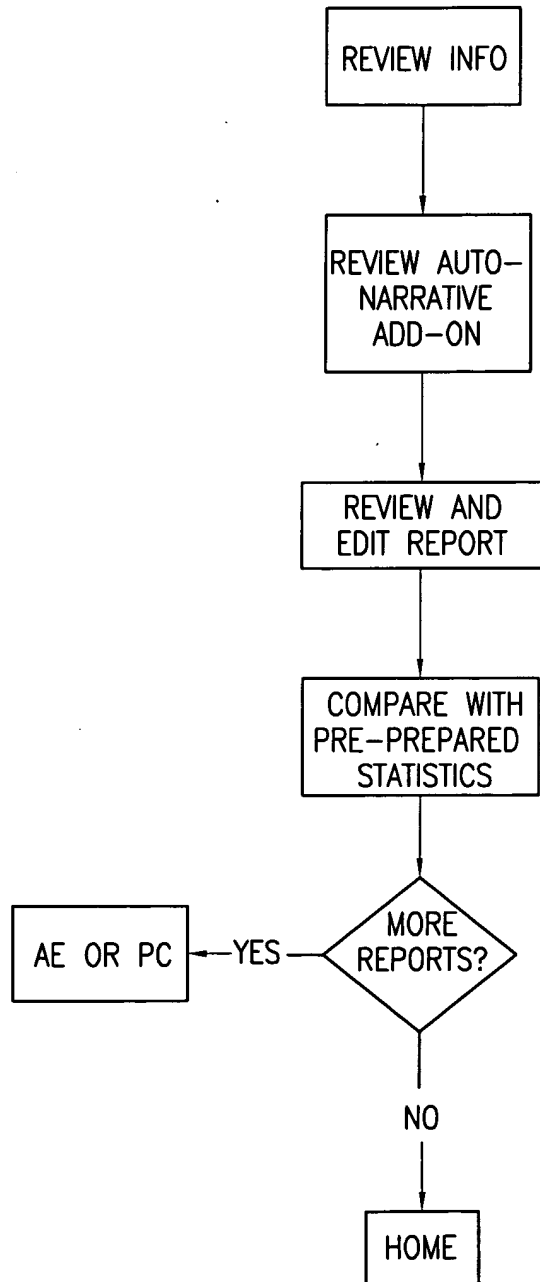 REVIEW INFO
REVIEW AUTO-
NARRATIVE
ADD-ON
REVIEW AND
EDIT REPORT
COMPARE WITH
PRE-PREPARED
STATISTICS
MORE
REPORTS?
AE OR PC
YES
NO
HOME